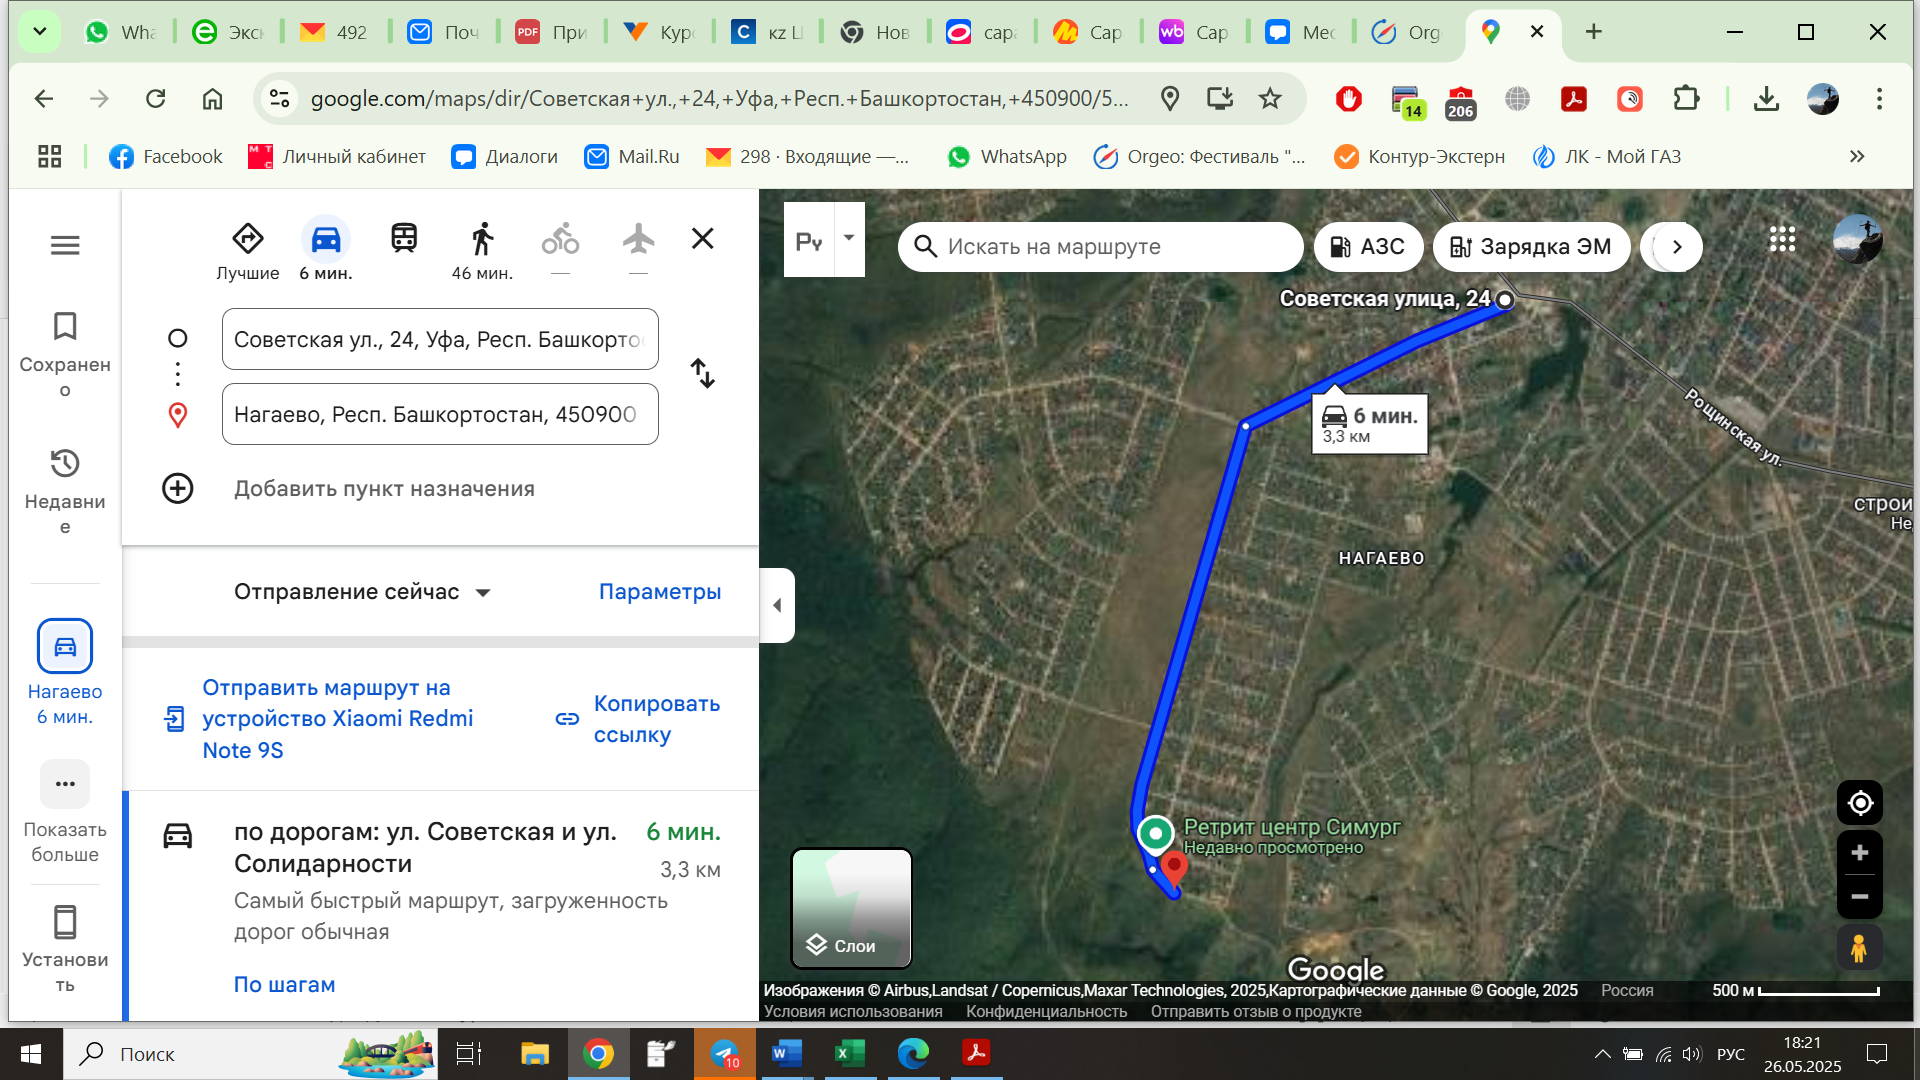 Wha
Экс
492
Поч
При
Курс
kz Ц
Нов
сара
Сар
Сар
Мес
Orge
google.com/maps/dir/Советская+ул.,+24,+Уфа,+Респ.+Башкортостан,+450900/5...
14
206
Facebook
Личный кабинет
Диалоги
Mail.Ru
298 · Входящие —...
WhatsApp
Orgeo: Фестиваль "...
Контур-Экстерн
ЛК - Мой ГАЗ
Сохранен
о
Недавни
е
Нагаево
6 мин.
Показать
больше
Установи
ть
Лучшие
6 мин.
46 мин.
Советская ул., 24, Уфа, Респ. Башкорто
Нагаево, Респ. Башкортостан, 450900
Добавить пункт назначения
Отправление сейчас
Параметры
Отправить маршрут на
устройство Xiaomi Redmi
Note 9S
Копировать
ссылку
по дорогам: ул. Советская и ул.
Солидарности
6 мин.
3,3 км
Самый быстрый маршрут, загруженность
дорог обычная
По шагам
Искать на маршруте
АЗС
Зарядка ЭМ
Советская улица, 24
6 мин.
3,3 км
Рощинская ул.
строи
Не
НАГАЕВО
Ретрит центр Симург
Недавно просмотрено
Слои
Google
Изображения © Airbus,Landsat / Copernicus,Maxar Technologies, 2025,Картографические данные © Google, 2025
Россия
500 м
Условия использования
Конфиденциальность
Отправить отзыв о продукте
Поиск
10
РУС
18:21
26.05.2025